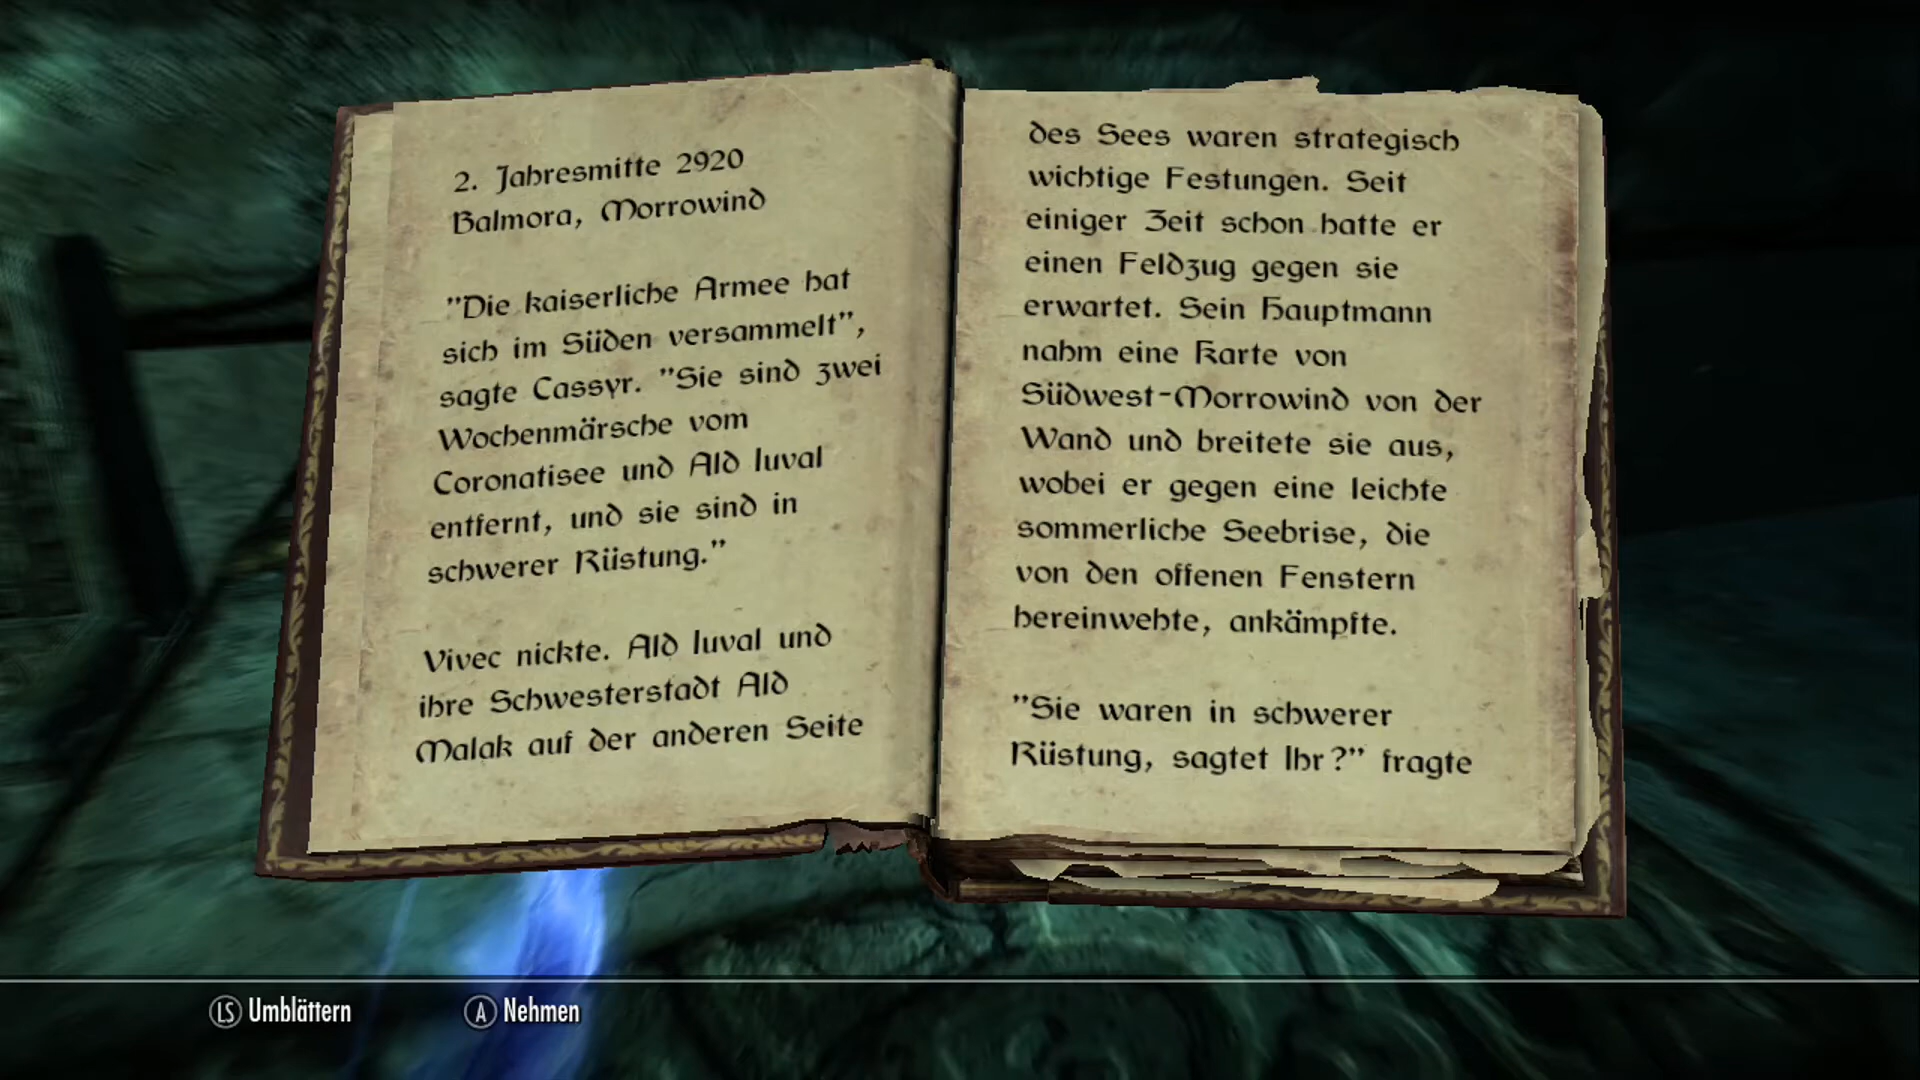 2. Jahresmitte 2920
Balmora, Morrowind
"Die kaiserliche Armee hat
sich im Süden versammelt",
sagte Cassyr. "Sie sind zwei
Wochenmärsche vom
Coronatisee und Ald Iuval
entfernt, und sie sind in
schwerer Rüstung."
Vivec nickte. Ald Iuval und
ihre Schwesterstadt Ald
Malak auf der anderen Seite
des Sees waren strategisch
wichtige Festungen. Seit
einiger Zeit schon hatte er
einen Feldzug gegen sie
erwartet. Sein Hauptmann
nahm eine Karte von
Südwest-Morrowind von der
Wand und breitete sie aus,
wobei er gegen eine leichte
sommerliche Seebrise, die
von den offenen Fenstern
hereinwehte, ankämpfte.
"Sie waren in schwerer
Rüstung, sagtet Ihr?" fragte
LS Umblättern
A Nehmen